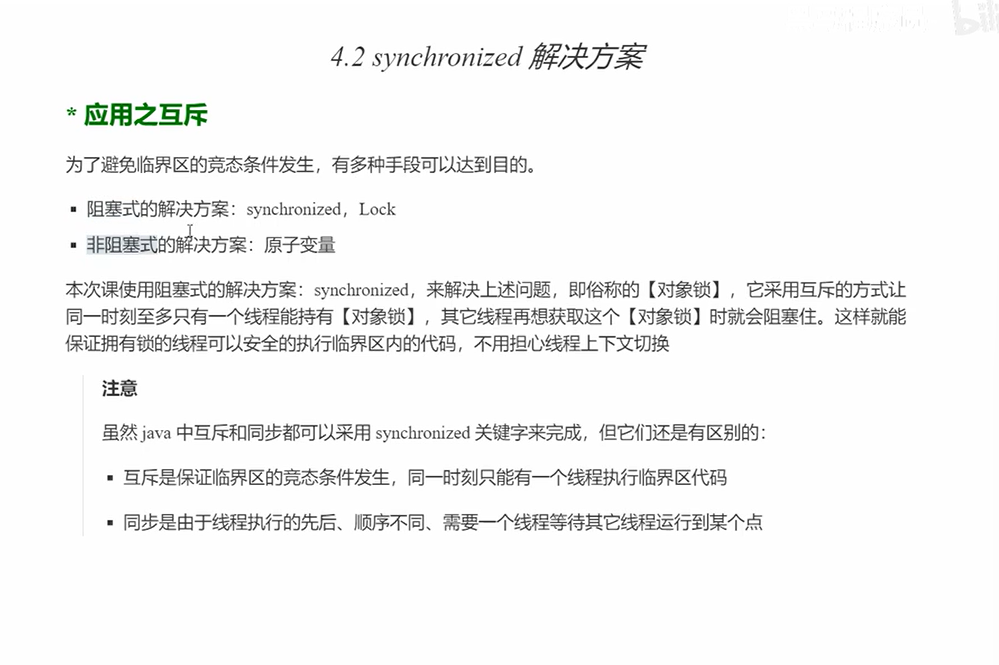 4.2 synchronized 解决方案
* 应用之互斥
为了避免临界区的竞态条件发生，有多种手段可以达到目的。
▪ 阻塞式的解决方案：synchronized，Lock
▪ 非阻塞式的解决方案：原子变量
本次课使用阻塞式的解决方案：synchronized，来解决上述问题，即俗称的【对象锁】，它采用互斥的方式让
同一时刻至多只有一个线程能持有【对象锁】，其它线程再想获取这个【对象锁】时就会阻塞住。这样就能
保证拥有锁的线程可以安全的执行临界区内的代码，不用担心线程上下文切换
注意
虽然 java 中互斥和同步都可以采用 synchronized 关键字来完成，但它们还是有区别的：
▪ 互斥是保证临界区的竞态条件发生，同一时刻只能有一个线程执行临界区代码
▪ 同步是由于线程执行的先后、顺序不同、需要一个线程等待其它线程运行到某个点